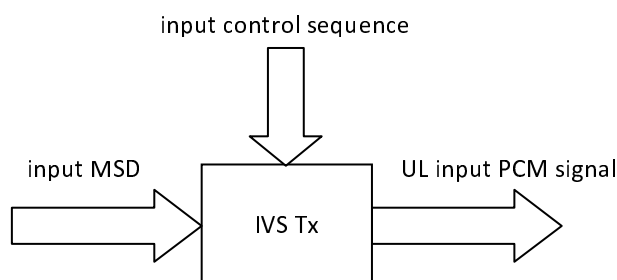 input control sequence
input MSD
UL input PCM signal
IVS Tx